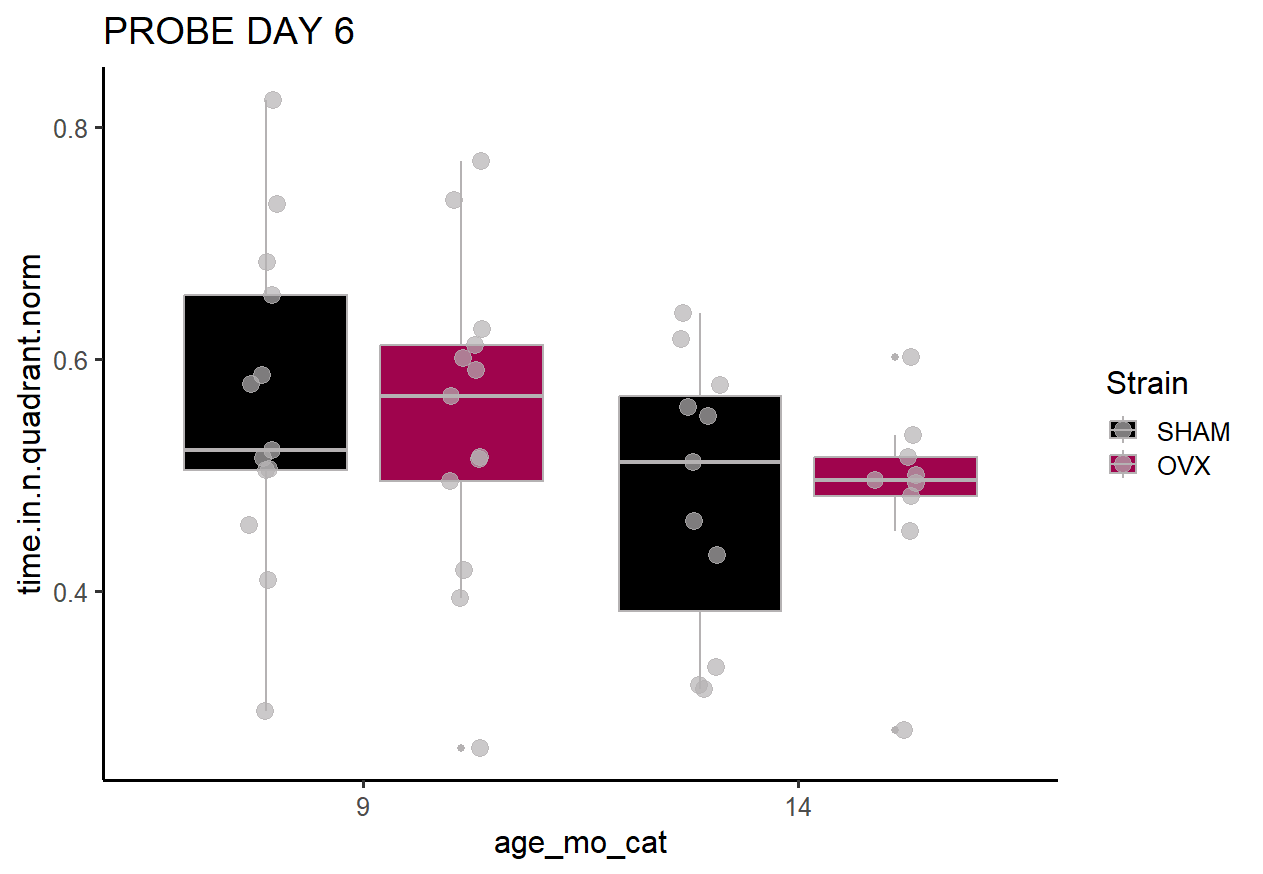 PROBE DAY 6
time.in.n.quadrant.norm
0.8
0.6
0.4
9
14
age_mo_cat
Strain
SHAM
OVX